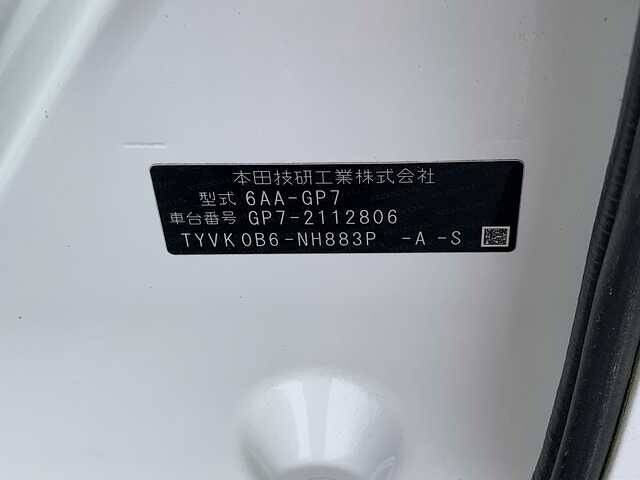 本田技研工業株式会社
型式 6AA-GP7
車台番号 GP7-2112806
TYVK0B6-NH883P -A -S